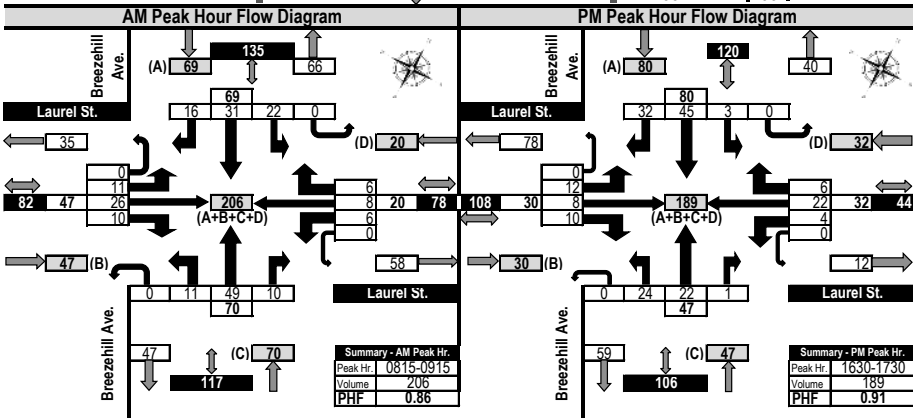 AM Peak Hour Flow Diagram
Breezehill Ave.
135
(A) 69
66
69
16 31 22 0
Laurel St.
35
(D) 20
0
11
82 47 26
10
206
(A+B+C+D)
6
8 20 78
6
0
47 (B)
58
0 11 49 10
70
Laurel St.
Breezehill Ave.
47
(C) 70
117
Summary - AM Peak Hr.
Peak Hr. 0815-0915
Volume 206
PHF 0.86
PM Peak Hour Flow Diagram
Breezehill Ave.
120
(A) 80
40
80
32 45 3 0
Laurel St.
78
(D) 32
0
12
108 30 8
10
189
(A+B+C+D)
6
22 32 44
4
0
30 (B)
12
0 24 22 1
47
Laurel St.
Breezehill Ave.
59
(C) 47
106
Summary - PM Peak Hr.
Peak Hr. 1630-1730
Volume 189
PHF 0.91